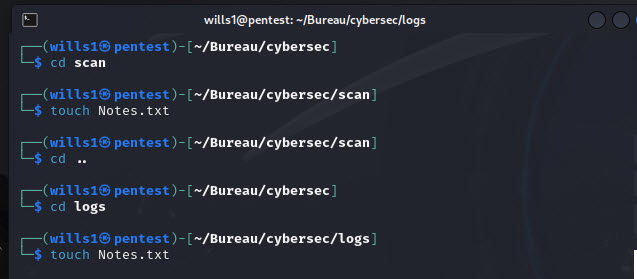 wills1@pentest: ~/Bureau/cybersec/logs
┌──(wills1㉿pentest)-[~/Bureau/cybersec]
└─$ cd scan
┌──(wills1㉿pentest)-[~/Bureau/cybersec/scan]
└─$ touch Notes.txt
┌──(wills1㉿pentest)-[~/Bureau/cybersec/scan]
└─$ cd ..
┌──(wills1㉿pentest)-[~/Bureau/cybersec]
└─$ cd logs
┌──(wills1㉿pentest)-[~/Bureau/cybersec/logs]
└─$ touch Notes.txt